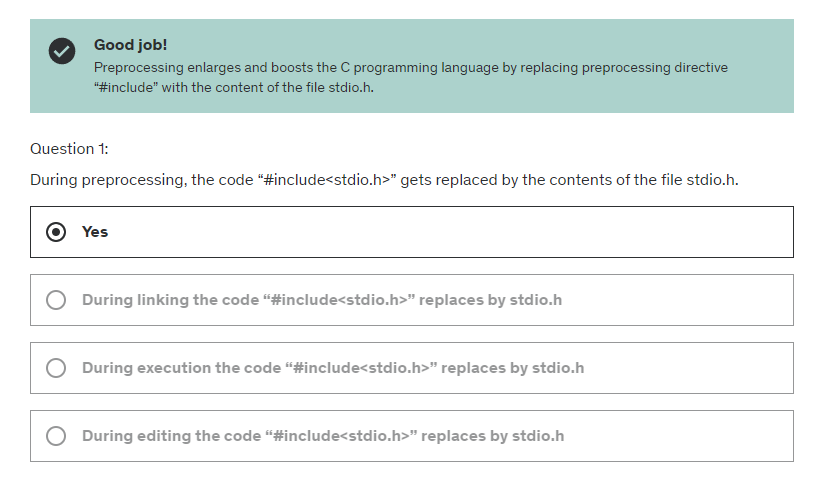 Good job!
Preprocessing enlarges and boosts the C programming language by replacing preprocessing directive
“#include” with the content of the file stdio.h.
Question 1:
During preprocessing, the code “#include<stdio.h>” gets replaced by the contents of the file stdio.h.
Yes
During linking the code “#include<stdio.h>” replaces by stdio.h
During execution the code “#include<stdio.h>” replaces by stdio.h
During editing the code “#include<stdio.h>” replaces by stdio.h